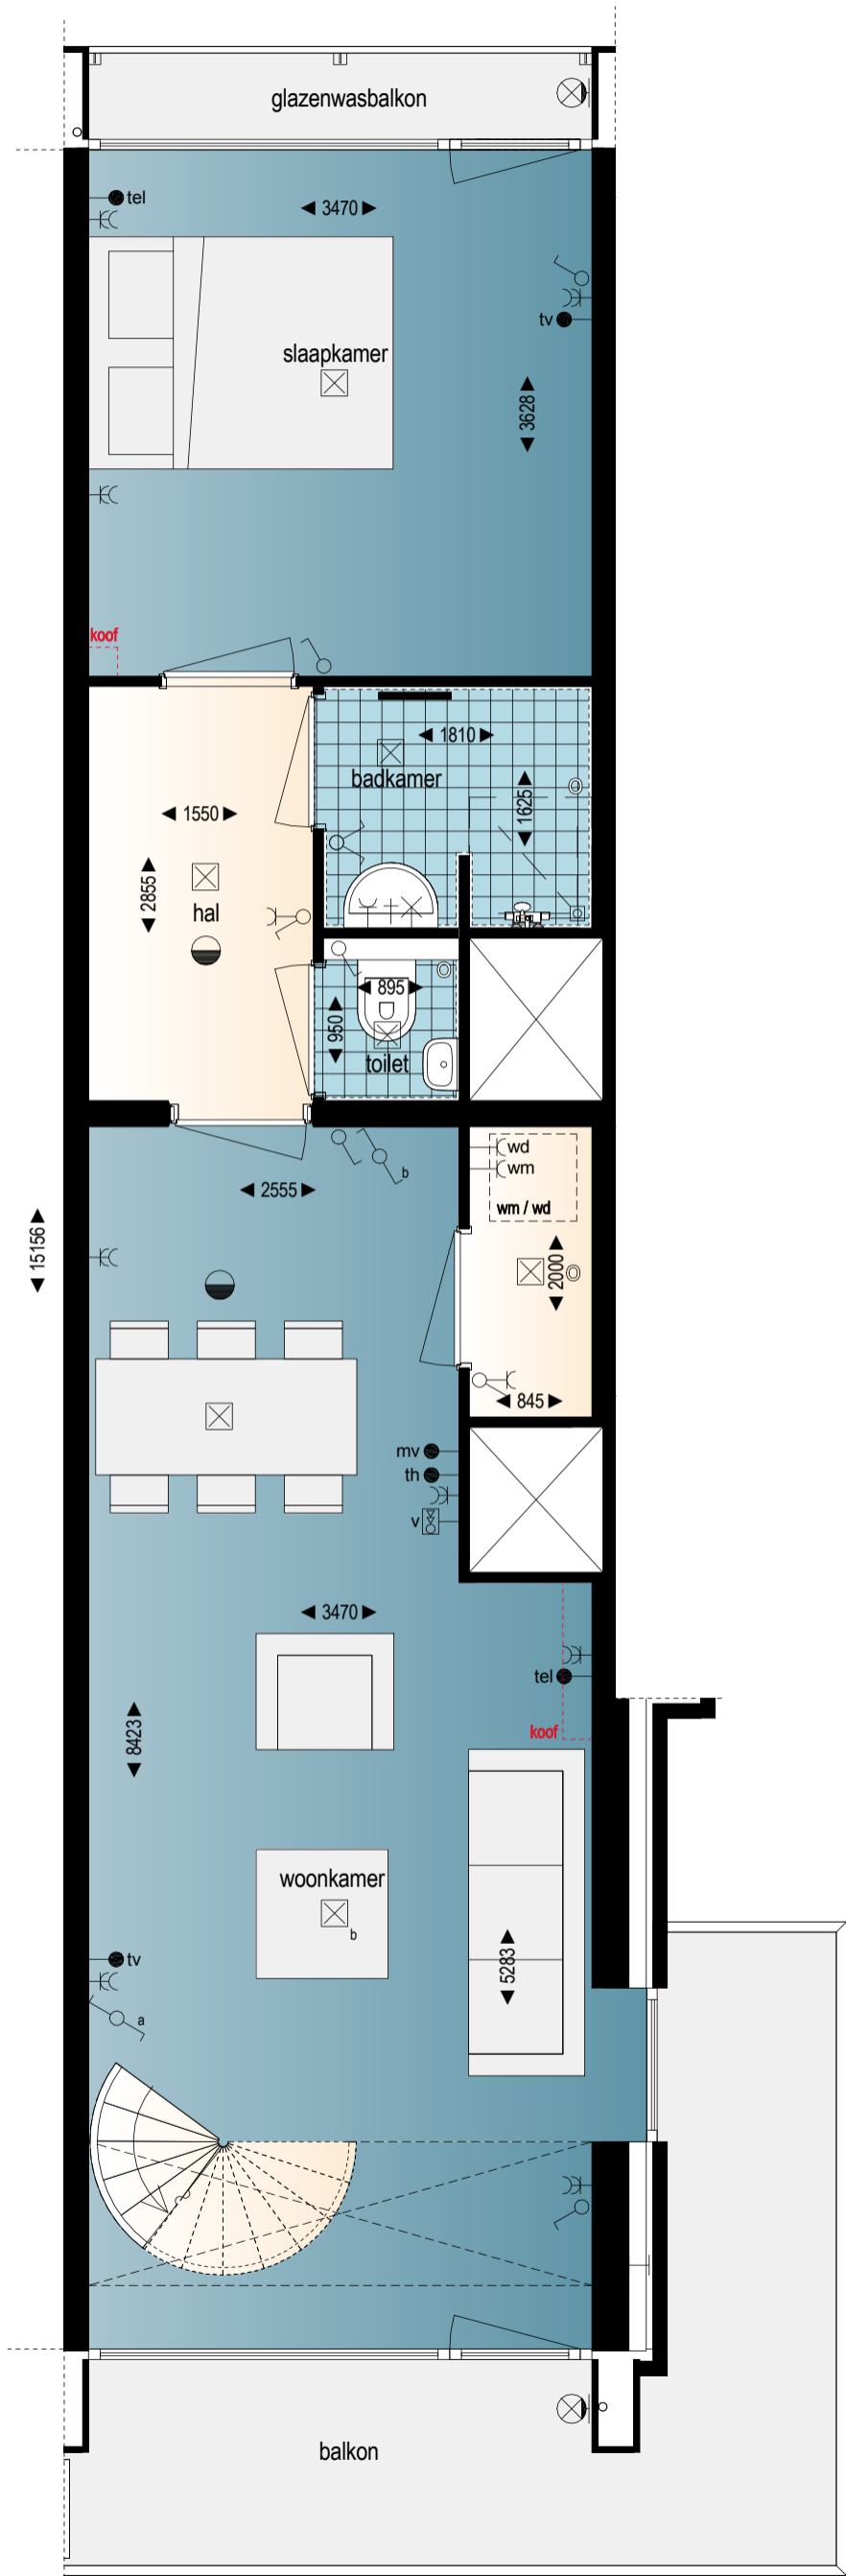 glazenwasbalkon
tel
3470
tv
slaapkamer
3628
koof
1810
badkamer
1625
1550
2855
hal
895
950
toilet
b
2555
wd
wm
wm / wd
15156
2000
845
mv
th
v
3470
tel
koof
8423
woonkamer
b
5283
tv
a
balkon